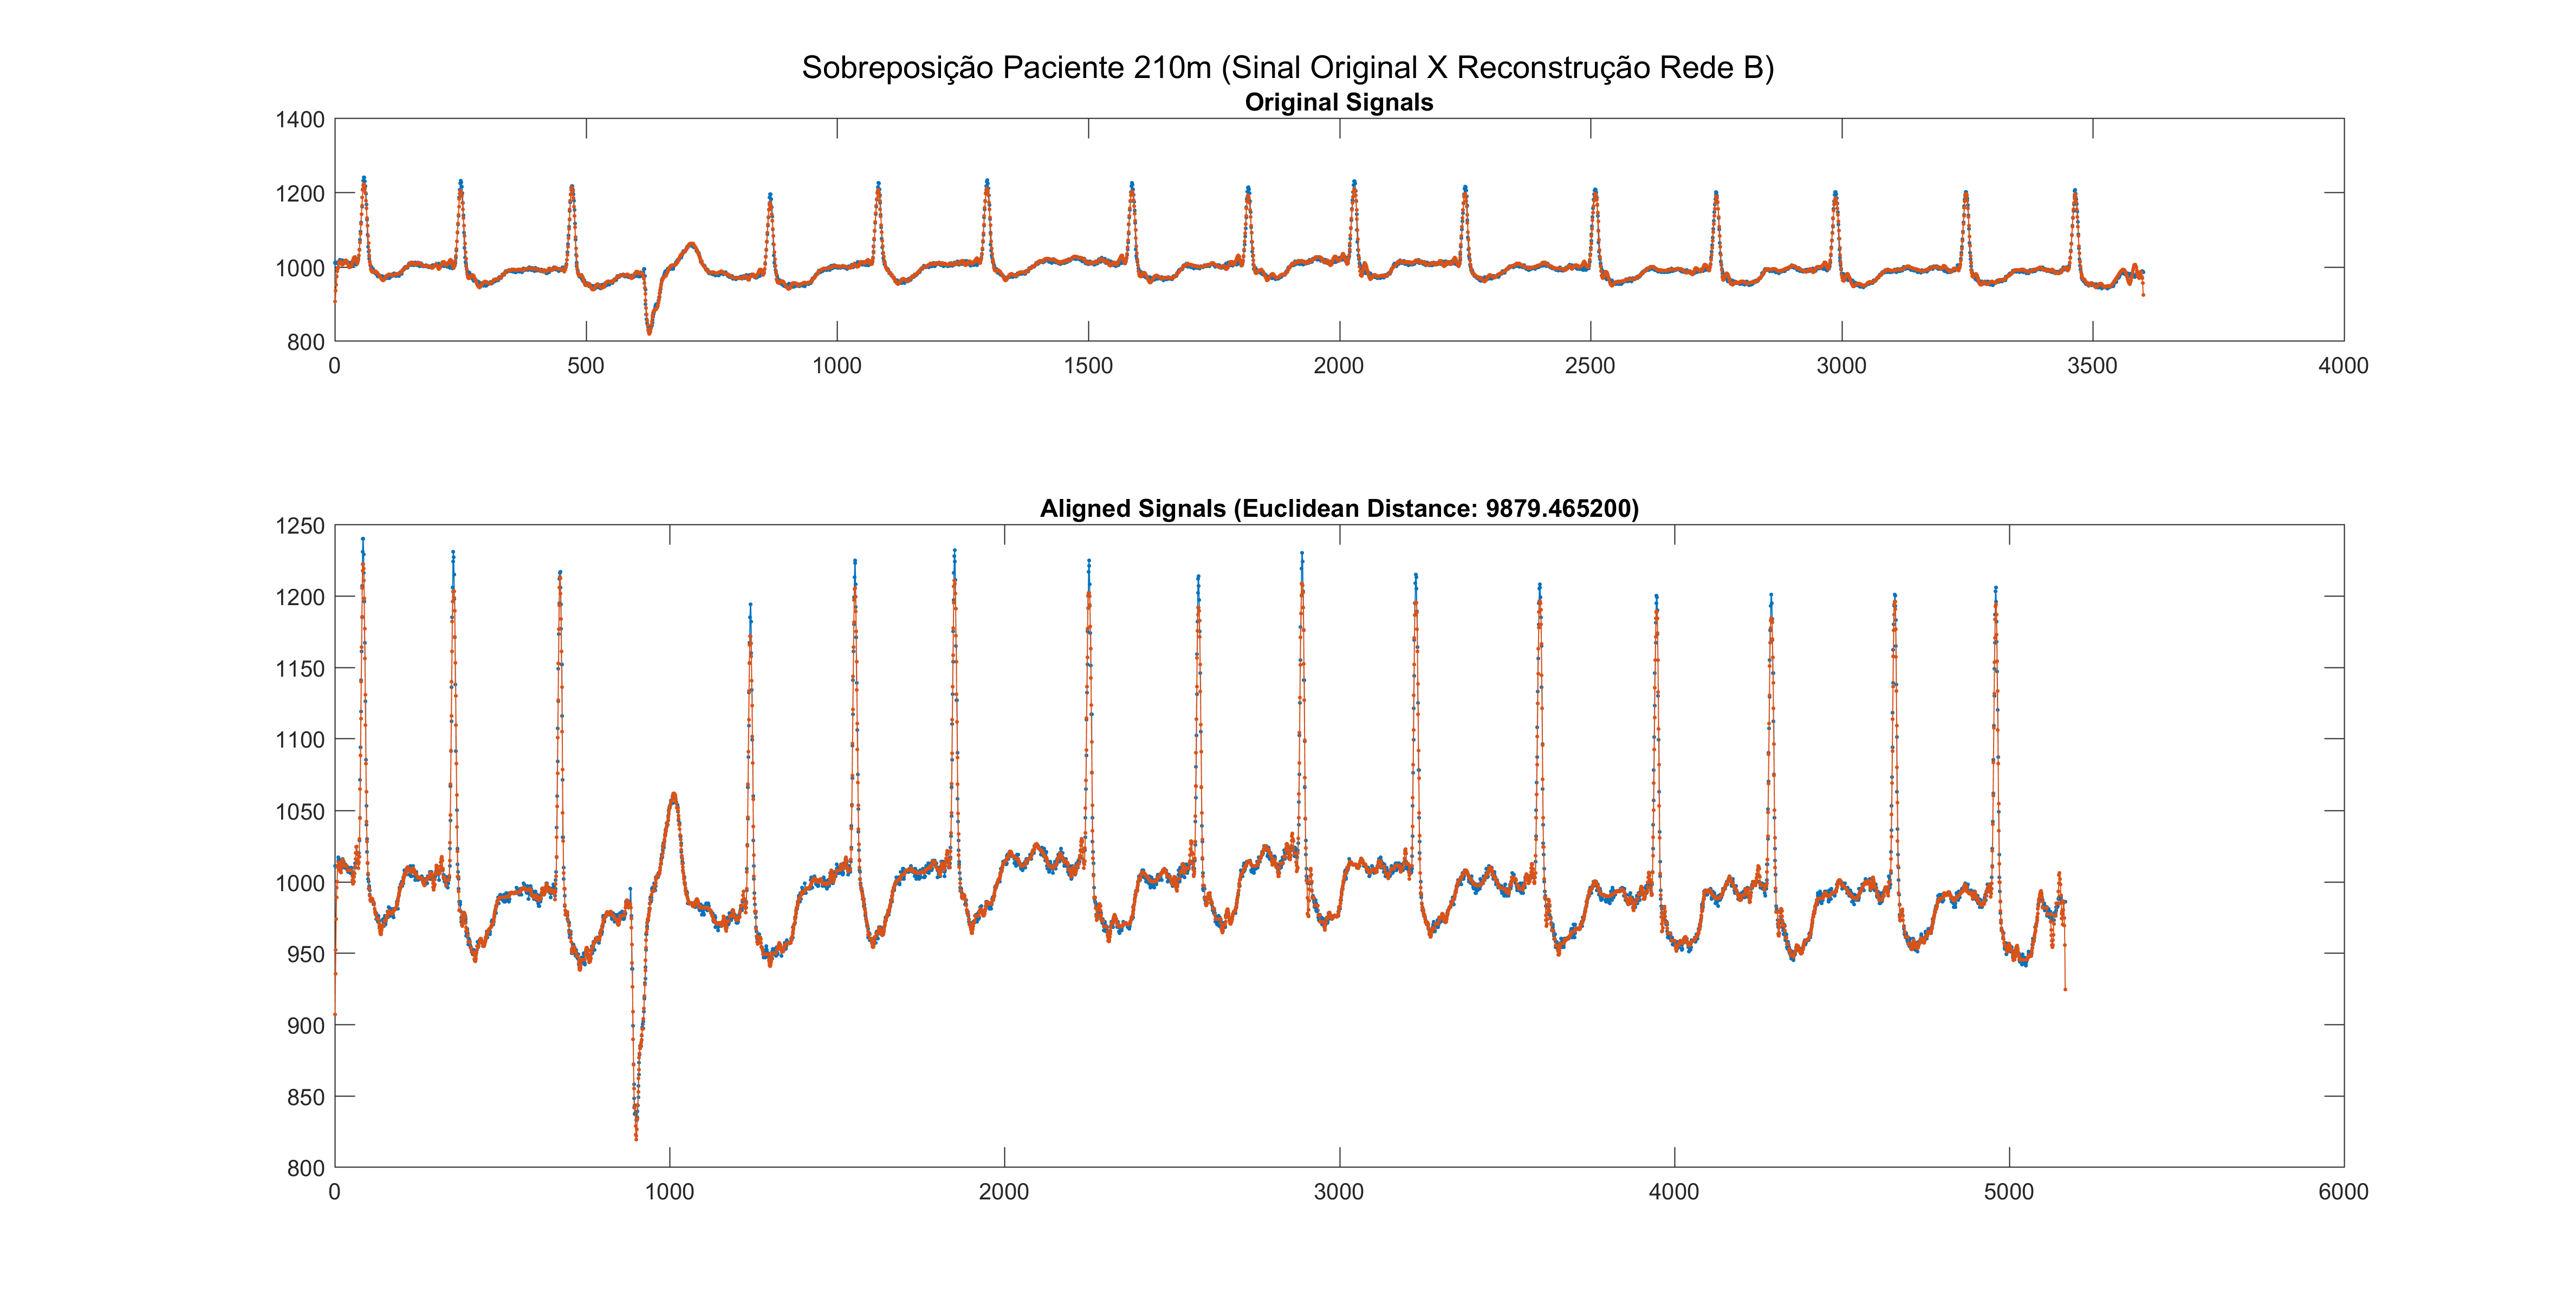 Sobreposição Paciente 210m (Sinal Original X Reconstrução Rede B)
Original Signals
1400
1200
1000
800
0 500 1000 1500 2000 2500 3000 3500 4000
Aligned Signals (Euclidean Distance: 9879.465200)
1250
1200
1150
1100
1050
1000
950
900
850
800
0 1000 2000 3000 4000 5000 6000